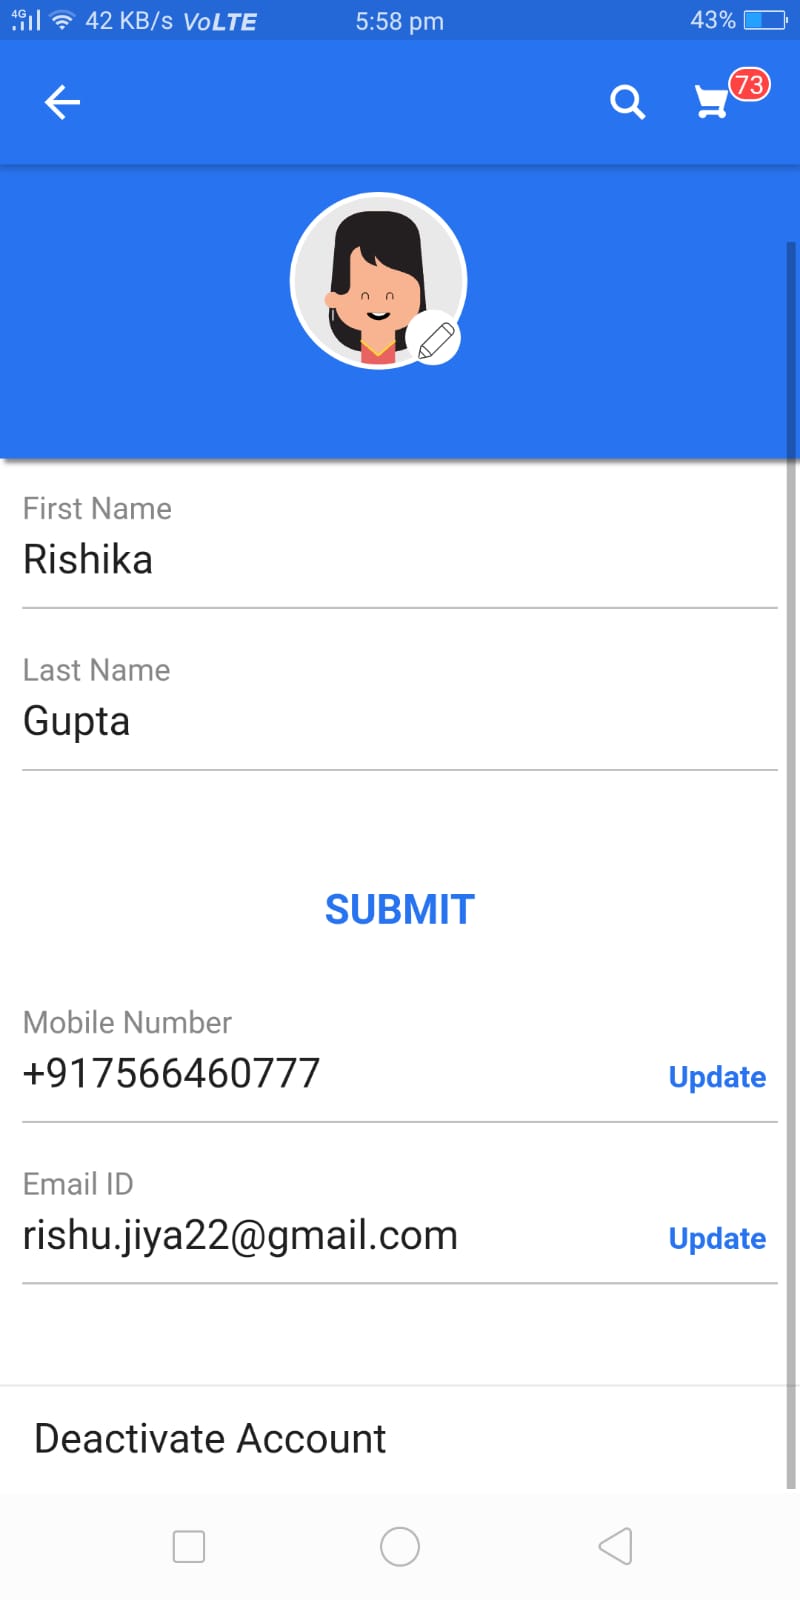 4G 42 KB/s VoLTE 5:58 pm 43%
73
First Name
Rishika
Last Name
Gupta
SUBMIT
Mobile Number
+917566460777 Update
Email ID
rishu.jiya22@gmail.com Update
Deactivate Account